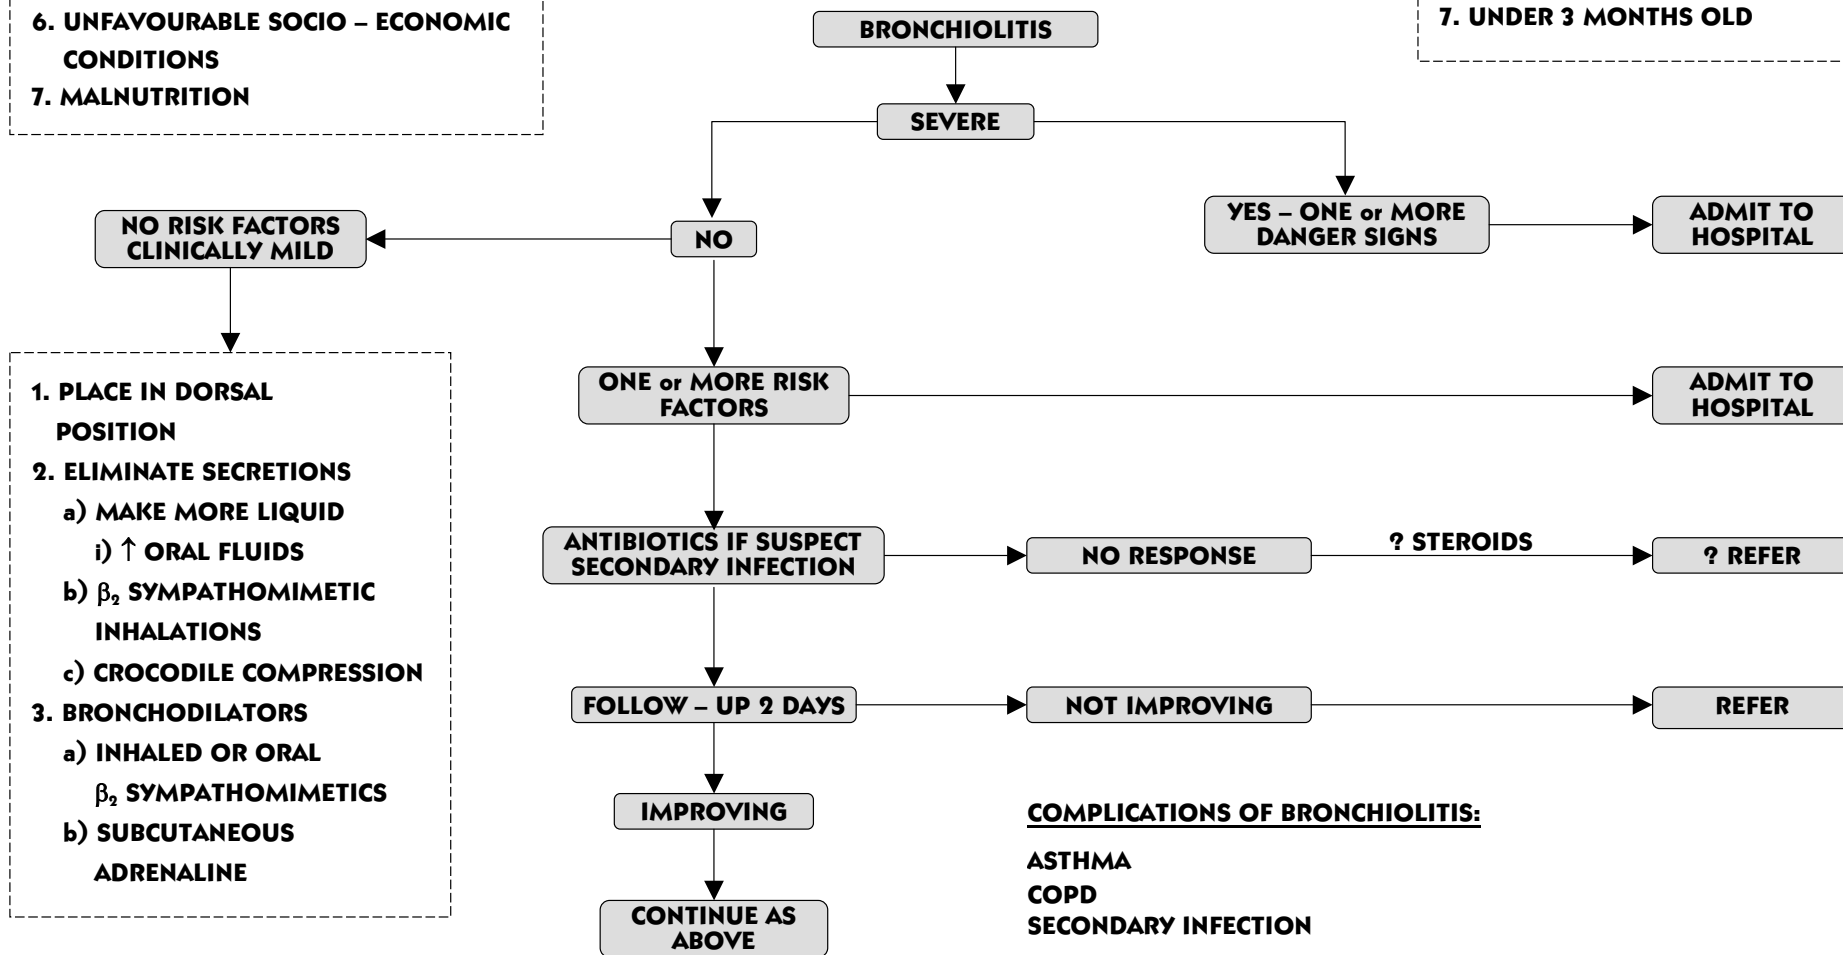 6. UNFAVOURABLE SOCIO – ECONOMIC
CONDITIONS
7. MALNUTRITION
7. UNDER 3 MONTHS OLD
BRONCHIOLITIS
SEVERE
NO RISK FACTORS
CLINICALLY MILD
NO
YES – ONE or MORE
DANGER SIGNS
ADMIT TO
HOSPITAL
1. PLACE IN DORSAL
POSITION
2. ELIMINATE SECRETIONS
a) MAKE MORE LIQUID
i) ↑ ORAL FLUIDS
b) β₂ SYMPATHOMIMETIC
INHALATIONS
c) CROCODILE COMPRESSION
3. BRONCHODILATORS
a) INHALED OR ORAL
β₂ SYMPATHOMIMETICS
b) SUBCUTANEOUS
ADRENALINE
ONE or MORE RISK
FACTORS
ADMIT TO
HOSPITAL
ANTIBIOTICS IF SUSPECT
SECONDARY INFECTION
NO RESPONSE
? STEROIDS
? REFER
FOLLOW – UP 2 DAYS
NOT IMPROVING
REFER
IMPROVING
CONTINUE AS
ABOVE
COMPLICATIONS OF BRONCHIOLITIS:
ASTHMA
COPD
SECONDARY INFECTION